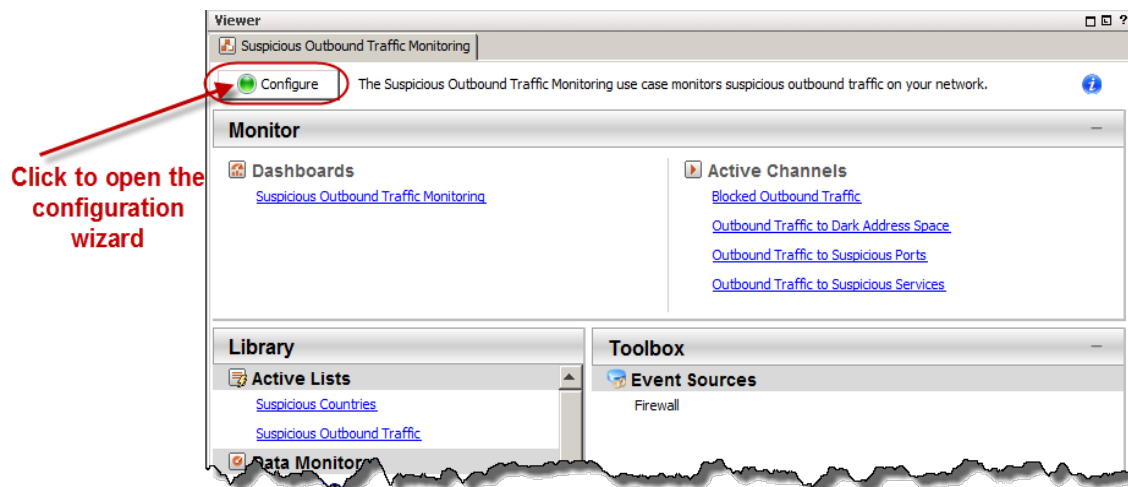 Viewer
?
Suspicious Outbound Traffic Monitoring
Configure
The Suspicious Outbound Traffic Monitoring use case monitors suspicious outbound traffic on your network.
i
Click to open the
configuration
wizard
Monitor
Dashboards
Suspicious Outbound Traffic Monitoring
Active Channels
Blocked Outbound Traffic
Outbound Traffic to Dark Address Space
Outbound Traffic to Suspicious Ports
Outbound Traffic to Suspicious Services
Library
Active Lists
Suspicious Countries
Suspicious Outbound Traffic
Data Monitors
Toolbox
Event Sources
Firewall